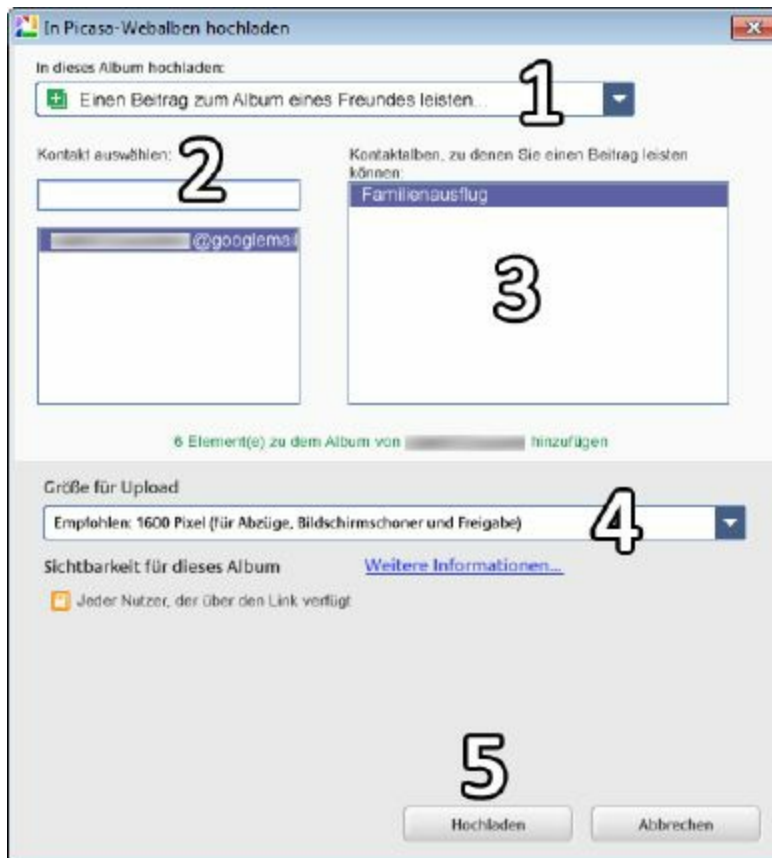 In Picasa-Webalben hochladen
In dieses Album hochladen:
Einen Beitrag zum Album eines Freundes leisten...
1
Kontakt auswählen:
2
Kontaktalben, zu denen Sie einen Beitrag leisten
können:
Familienausflug
@googlemail
3
6 Element(e) zu dem Album von hinzufügen
Größe für Upload
Empfohlen: 1600 Pixel (für Abzüge, Bildschirmschoner und Freigabe)
4
Sichtbarkeit für dieses Album
Weitere Informationen...
Jeder Nutzer, der über den Link verfügt
5
Hochladen
Abbrechen